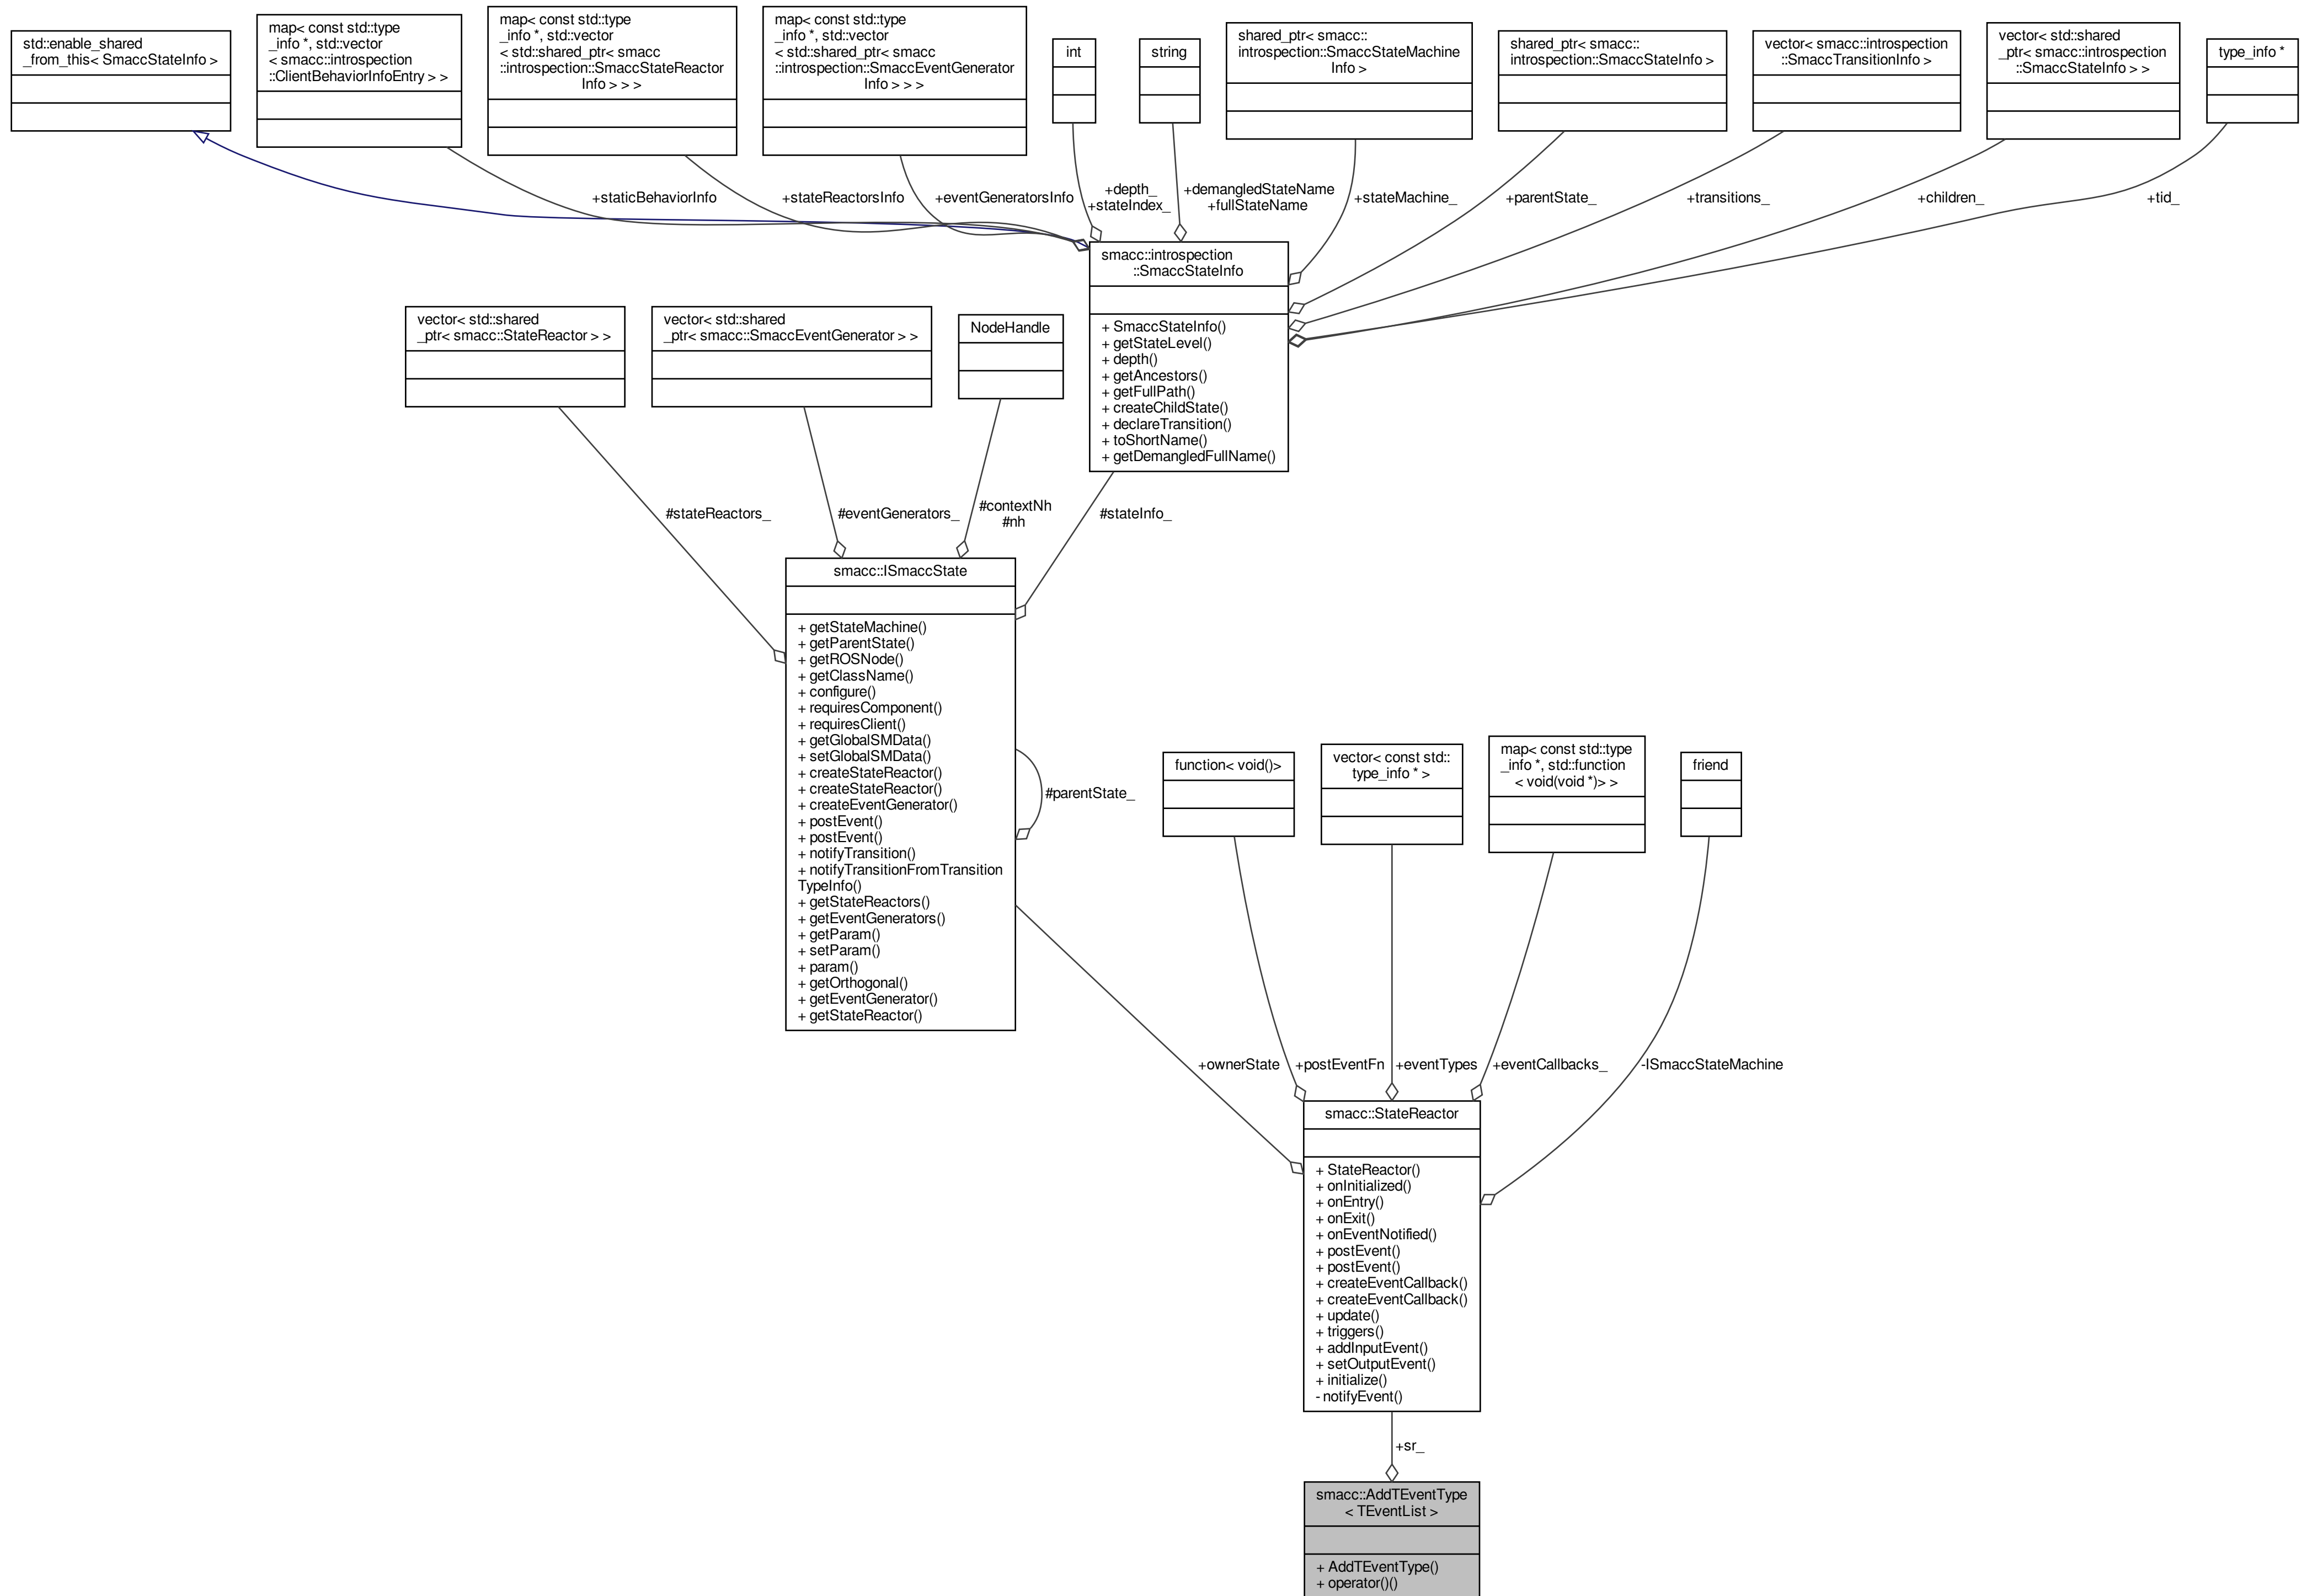 std::enable_shared
_from_this< SmaccStateInfo >
map< const std::type
_info *, std::vector
< smacc::introspection
::ClientBehaviorInfoEntry > >
map< const std::type
_info *, std::vector
< std::shared_ptr< smacc
::introspection::SmaccStateReactor
Info > > >
map< const std::type
_info *, std::vector
< std::shared_ptr< smacc
::introspection::SmaccEventGenerator
Info > > >
int
string
shared_ptr< smacc::
introspection::SmaccStateMachine
Info >
shared_ptr< smacc::
introspection::SmaccStateInfo >
vector< smacc::introspection
::SmaccTransitionInfo >
vector< std::shared
_ptr< smacc::introspection
::SmaccStateInfo > >
type_info *
+staticBehaviorInfo
+stateReactorsInfo
+eventGeneratorsInfo
+depth_
+stateIndex_
+demangledStateName
+fullStateName
+stateMachine_
+parentState_
+transitions_
+children_
+tid_
smacc::introspection
::SmaccStateInfo
+ SmaccStateInfo()
+ getStateLevel()
+ depth()
+ getAncestors()
+ getFullPath()
+ createChildState()
+ declareTransition()
+ toShortName()
+ getDemangledFullName()
vector< std::shared
_ptr< smacc::StateReactor > >
vector< std::shared
_ptr< smacc::SmaccEventGenerator > >
NodeHandle
#stateReactors_
#eventGenerators_
#contextNh
#nh
#stateInfo_
smacc::ISmaccState
+ getStateMachine()
+ getParentState()
+ getROSNode()
+ getClassName()
+ configure()
+ requiresComponent()
+ requiresClient()
+ getGlobalSMData()
+ setGlobalSMData()
+ createStateReactor()
+ createStateReactor()
+ createEventGenerator()
+ postEvent()
+ postEvent()
+ notifyTransition()
+ notifyTransitionFromTransition
TypeInfo()
+ getStateReactors()
+ getEventGenerators()
+ getParam()
+ setParam()
+ param()
+ getOrthogonal()
+ getEventGenerator()
+ getStateReactor()
#parentState_
function< void()>
vector< const std::
type_info * >
map< const std::type
_info *, std::function
< void(void *)> >
friend
+ownerState
+postEventFn
+eventTypes
+eventCallbacks_
-ISmaccStateMachine
smacc::StateReactor
+ StateReactor()
+ onInitialized()
+ onEntry()
+ onExit()
+ onEventNotified()
+ postEvent()
+ postEvent()
+ createEventCallback()
+ createEventCallback()
+ update()
+ triggers()
+ addInputEvent()
+ setOutputEvent()
+ initialize()
- notifyEvent()
+sr_
smacc::AddTEventType
< TEventList >
+ AddTEventType()
+ operator()()